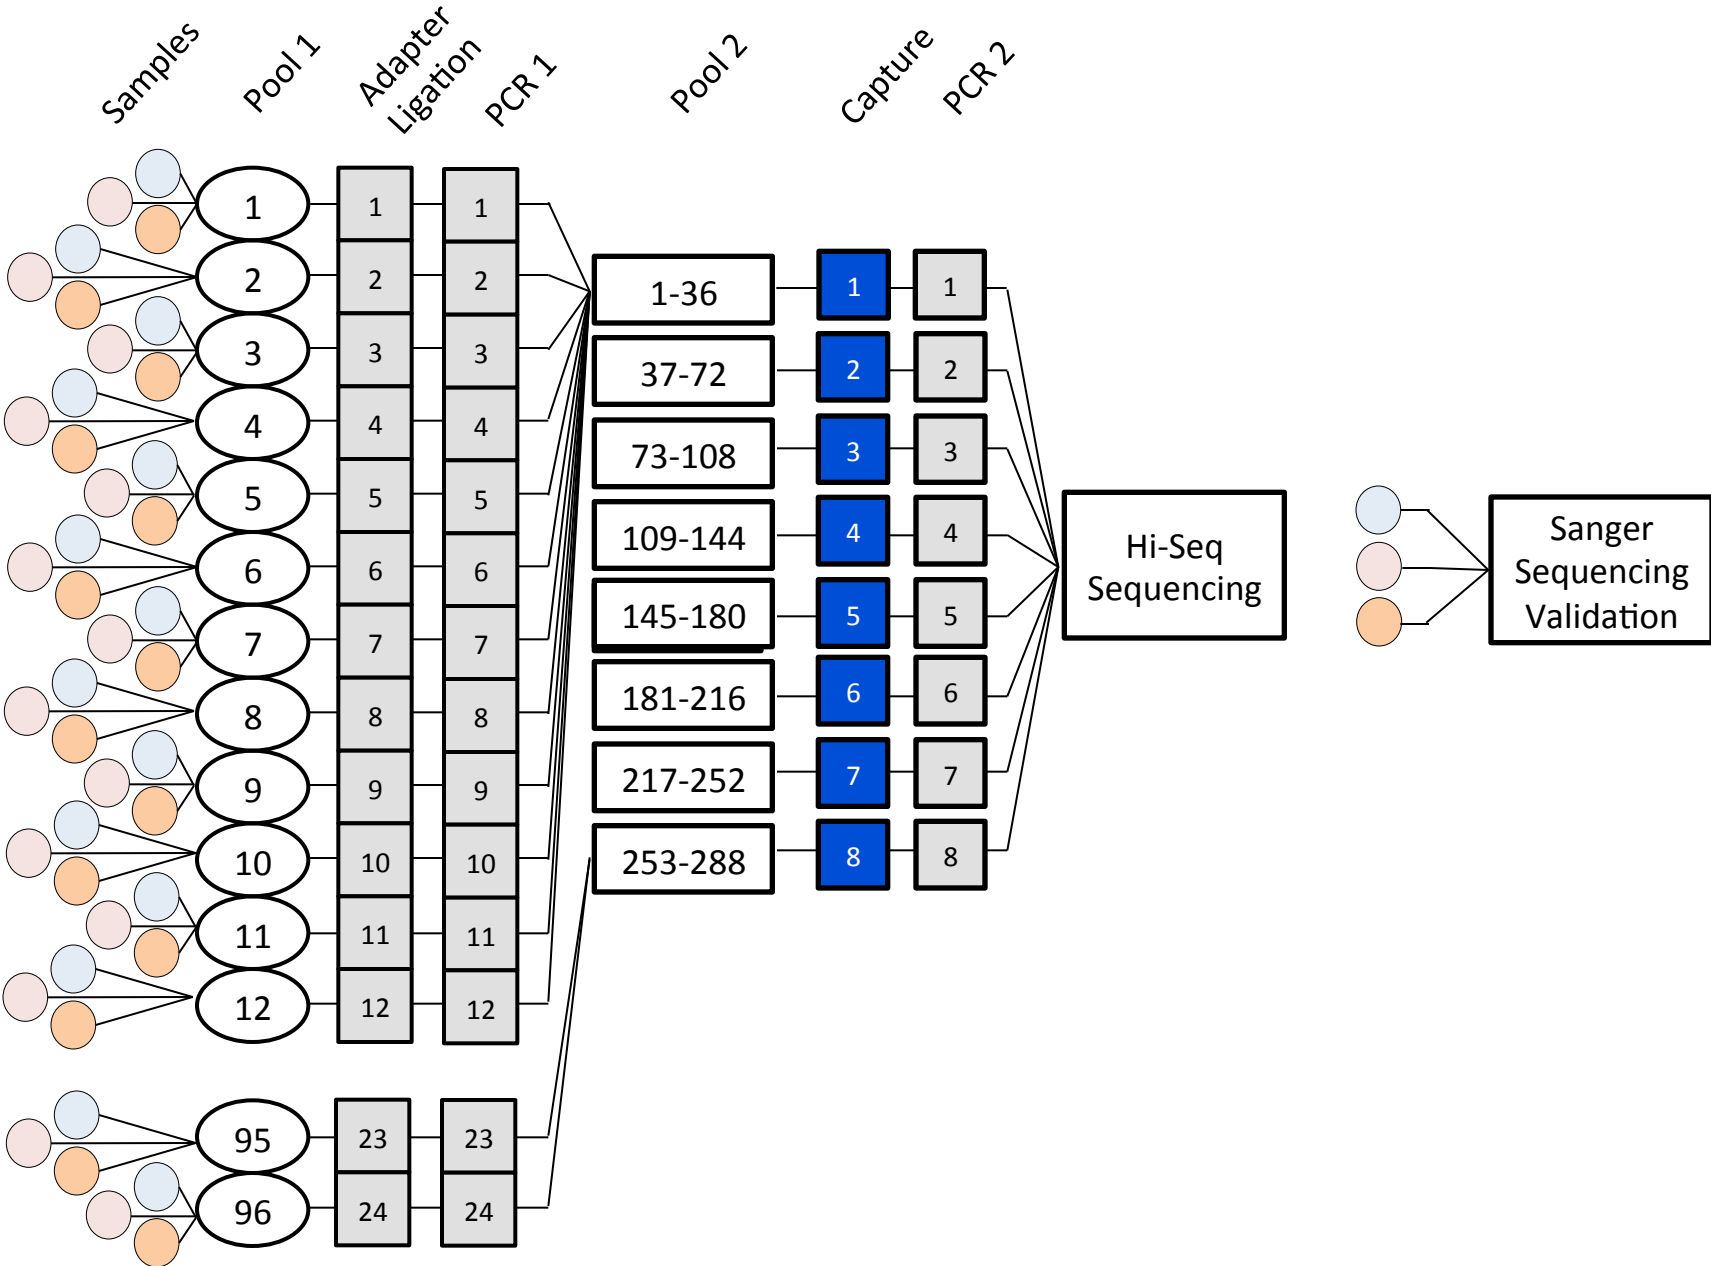 Samples
Pool 1
Adapter
Ligation
PCR 1
Pool 2
Capture
PCR 2
1 1 1
2 2 2
3 3 3
4 4 4
5 5 5
6 6 6
7 7 7
8 8 8
9 9 9
10 10 10
11 11 11
12 12 12
95 23 23
96 24 24
1-36 1 1
37-72 2 2
73-108 3 3
109-144 4 4
145-180 5 5
181-216 6 6
217-252 7 7
253-288 8 8
Hi-Seq
Sequencing
Sanger
Sequencing
Validation